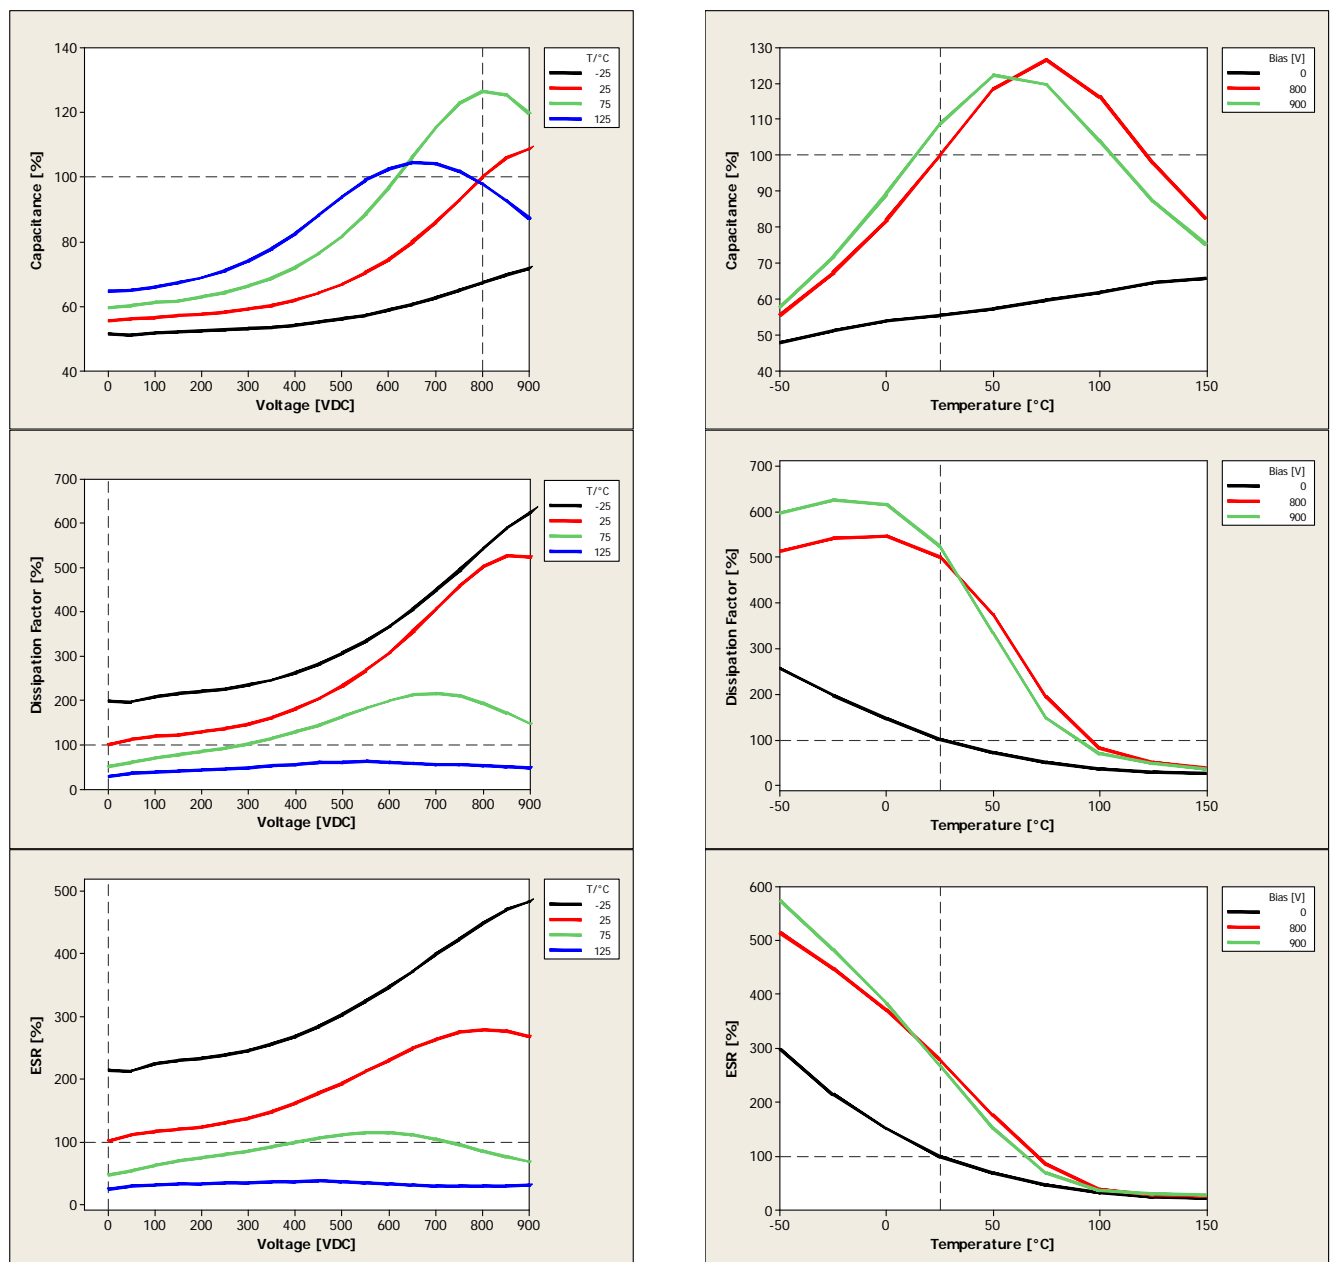 140
120
100
80
60
40
Capacitance [%]
0 100 200 300 400 500 600 700 800 900
Voltage [VDC]
T/°C
-25
25
75
125
130
120
110
100
90
80
70
60
50
40
Capacitance [%]
-50 0 50 100 150
Temperature [°C]
Bias [V]
0
800
900
700
600
500
400
300
200
100
0
Dissipation Factor [%]
0 100 200 300 400 500 600 700 800 900
Voltage [VDC]
T/°C
-25
25
75
125
700
600
500
400
300
200
100
0
Dissipation Factor [%]
-50 0 50 100 150
Temperature [°C]
Bias [V]
0
800
900
500
400
300
200
100
0
ESR [%]
0 100 200 300 400 500 600 700 800 900
Voltage [VDC]
T/°C
-25
25
75
125
600
500
400
300
200
100
0
ESR [%]
-50 0 50 100 150
Temperature [°C]
Bias [V]
0
800
900